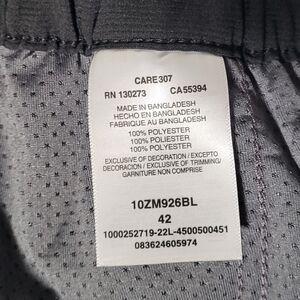 CARE307
RN 130273 CA55394
MADE IN BANGLADESH
HECHO EN BANGLADESH
FABRIQUE AU BANGLADESH
100% POLYESTER
100% POLIESTER
100% POLYESTER
EXCLUSIVE OF DECORATION / EXCEPTO
DECORACION / EXCLUSIVE OF TRIMMING/
GARNITURE NON COMPRISE
10ZM926BL
42
1000252719-22L-4500500451
083624605974